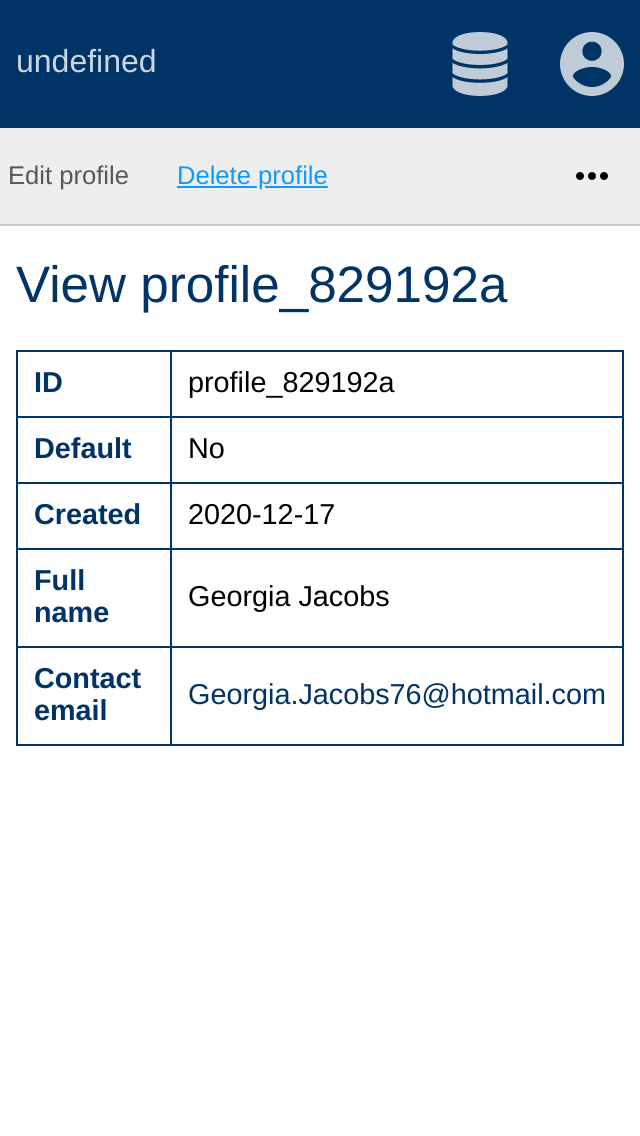 undefined
Edit profile Delete profile
View profile_829192a
ID profile_829192a
Default No
Created 2020-12-17
Full
name
Georgia Jacobs
Contact
email
Georgia.Jacobs76@hotmail.com